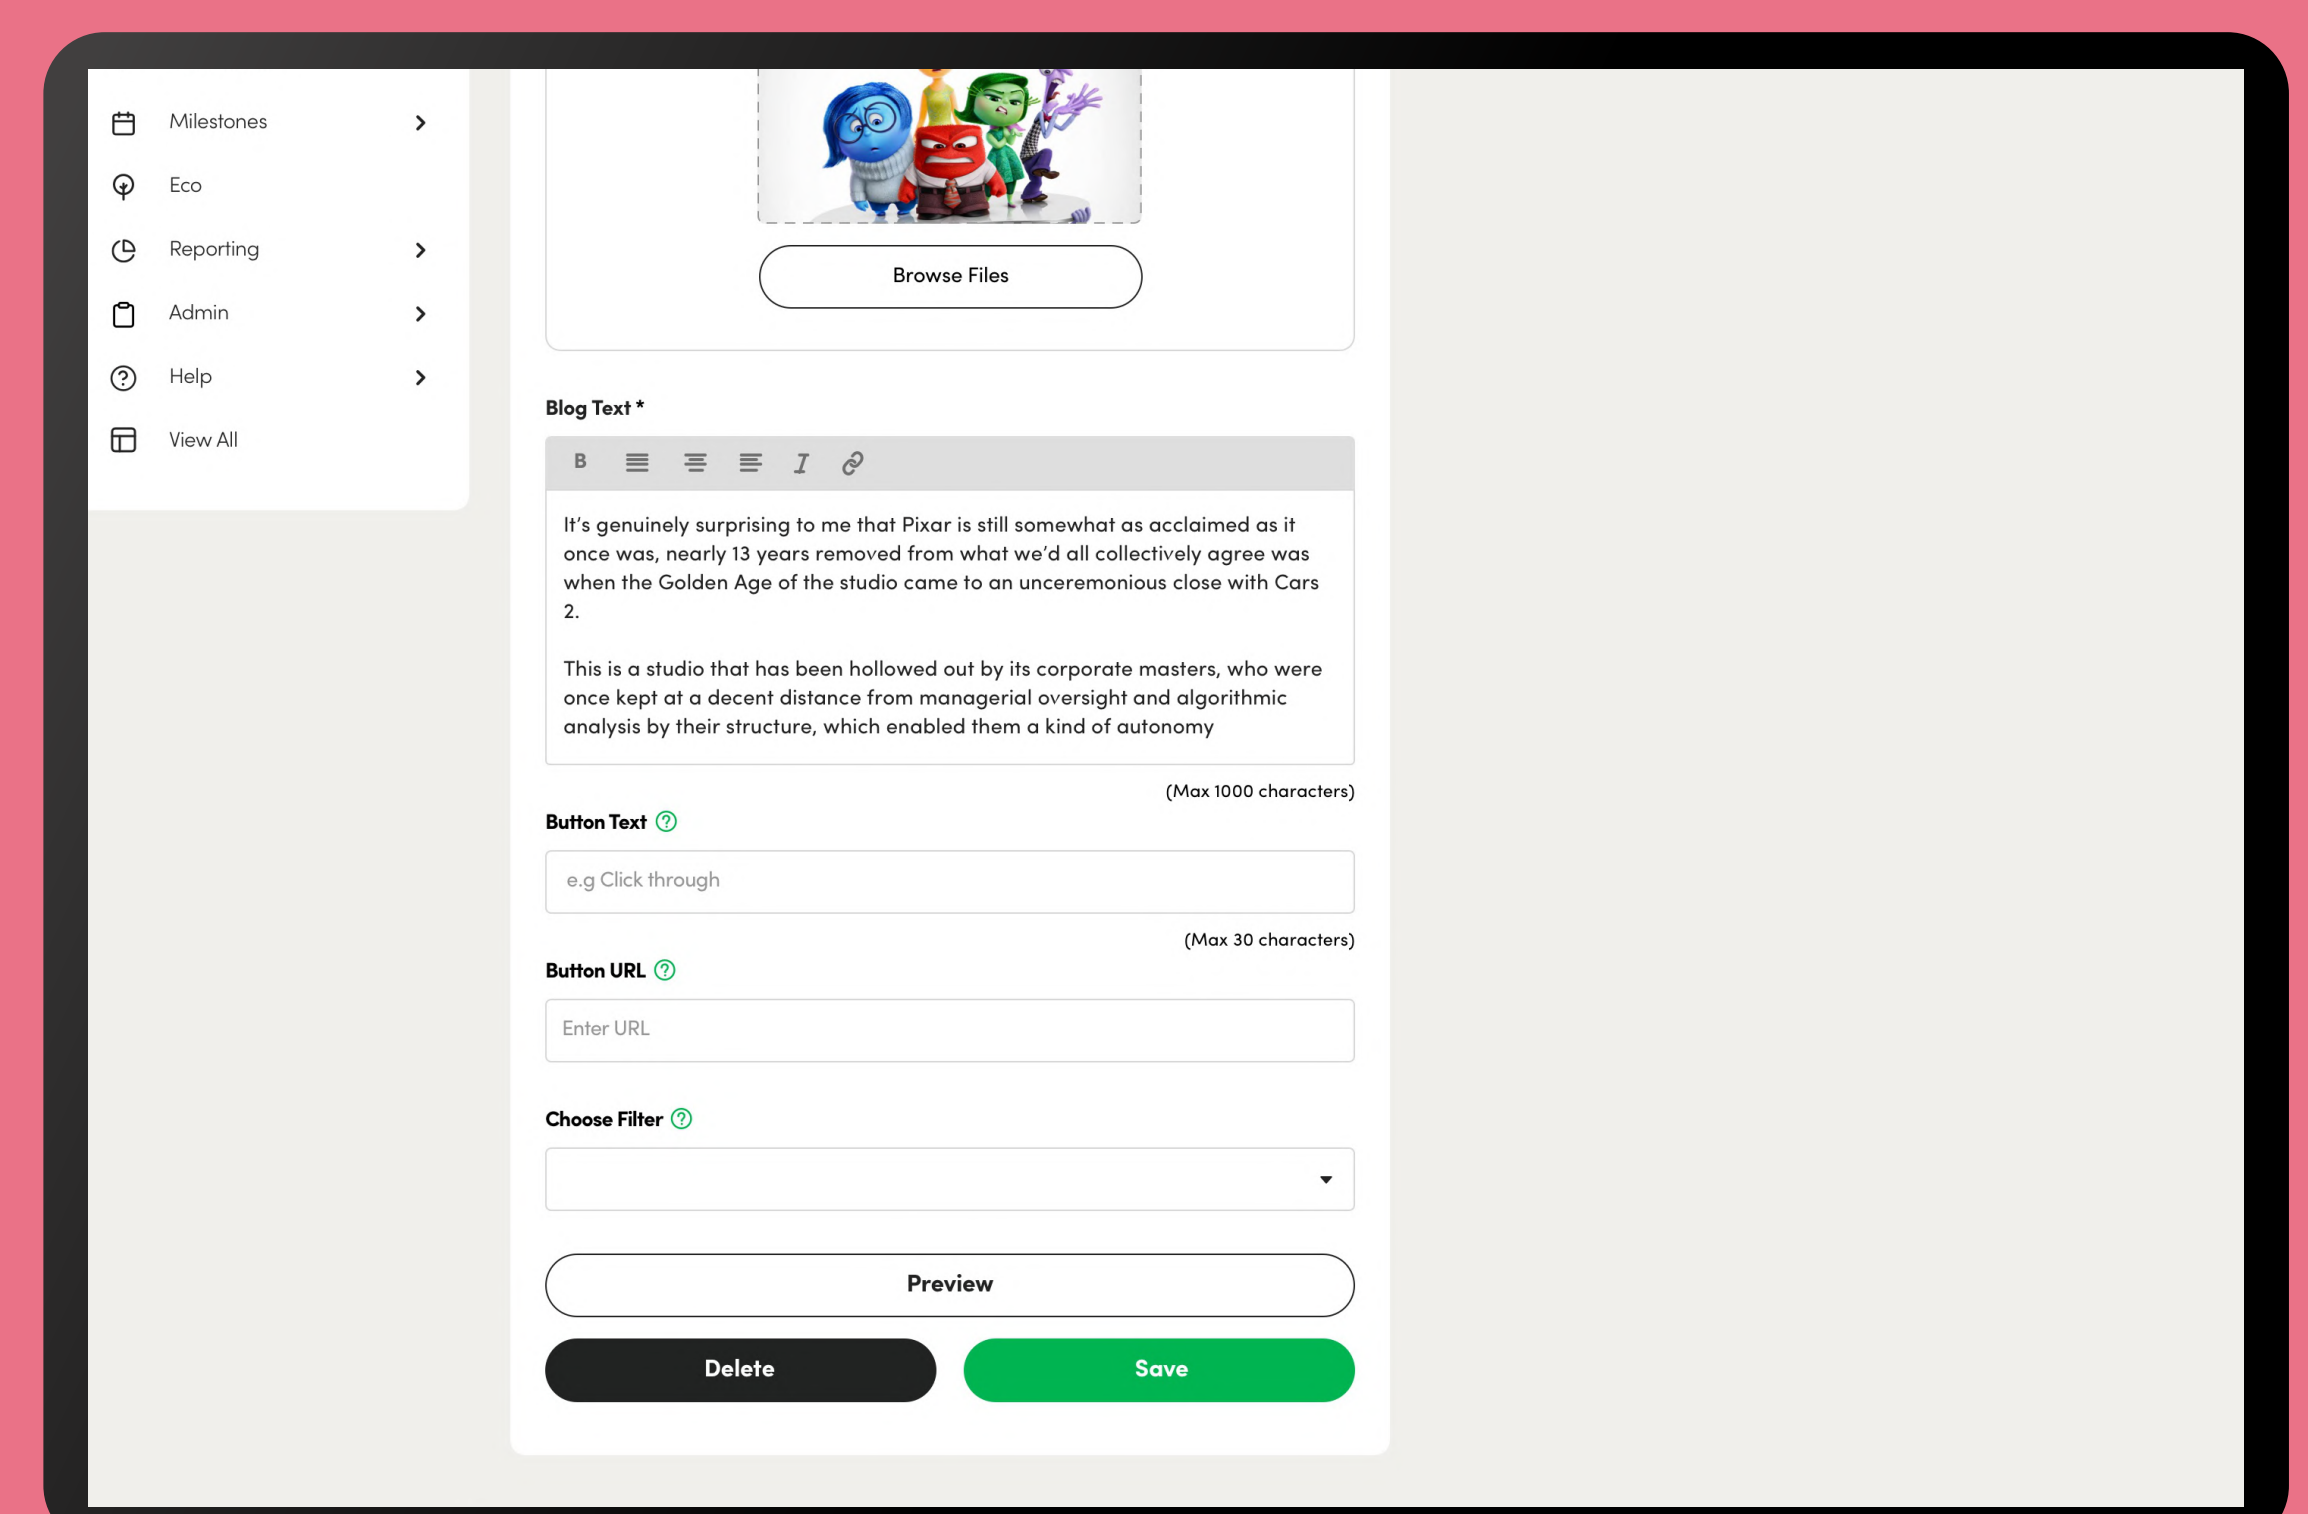 Milestones
Eco
Reporting
Admin
Help
View All
Browse Files
Blog Text *
B
I
It's genuinely surprising to me that Pixar is still somewhat as acclaimed as it
once was, nearly 13 years removed from what we'd all collectively agree was
when the Golden Age of the studio came to an unceremonious close with Cars
2.
This is a studio that has been hollowed out by its corporate masters, who were
once kept at a decent distance from managerial oversight and algorithmic
analysis by their structure, which enabled them a kind of autonomy
(Max 1000 characters)
Button Text ?
e.g Click through
(Max 30 characters)
Button URL ?
Enter URL
Choose Filter ?
Preview
Delete
Save